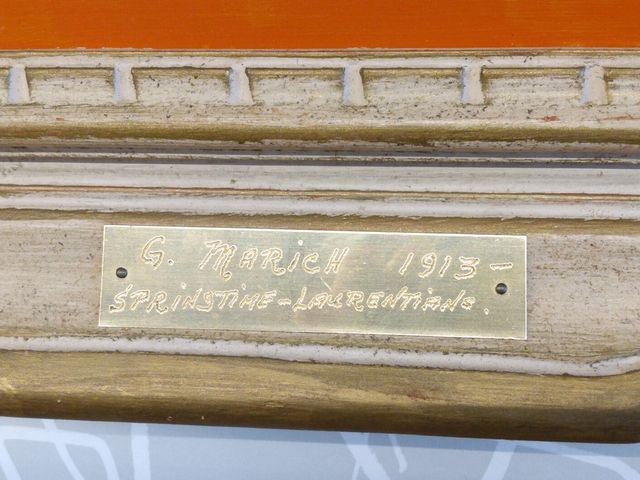 G. MARICH 1913-
SPRINGTIME-LAURENTIANS.